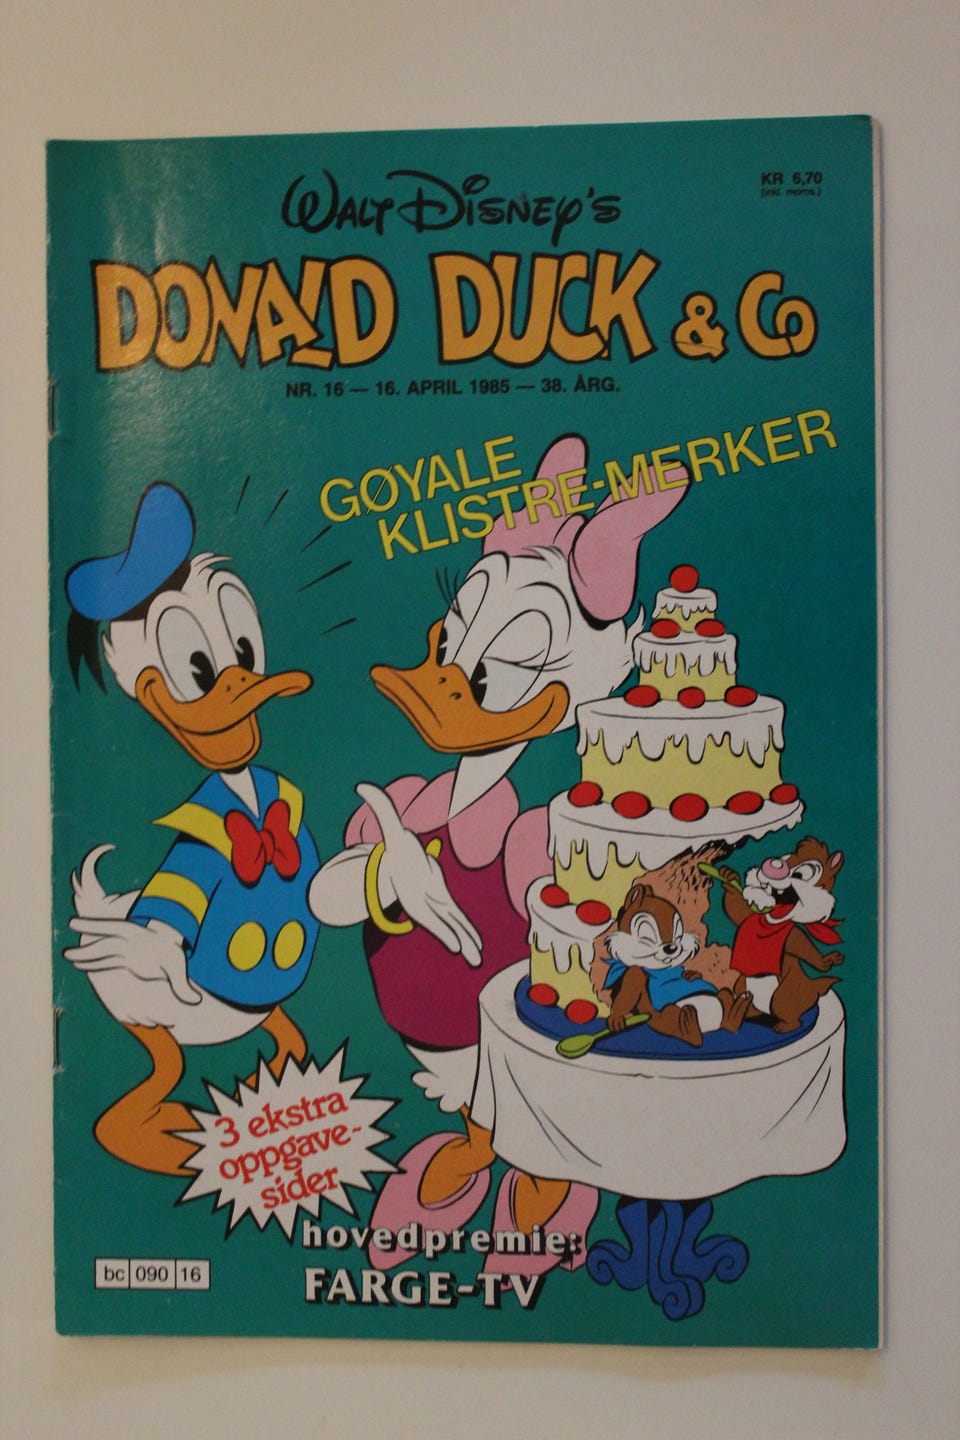 WALT DISNEY'S
KR 6,70
(inkl. moms.)
DONALD DUCK & CO
NR. 16 — 16. APRIL 1985 — 38. ÅRG.
GØYALE
KLISTRE-MERKER
3 ekstra
oppgave-
sider
hovedpremie:
FARGE-TV
bc 090 16